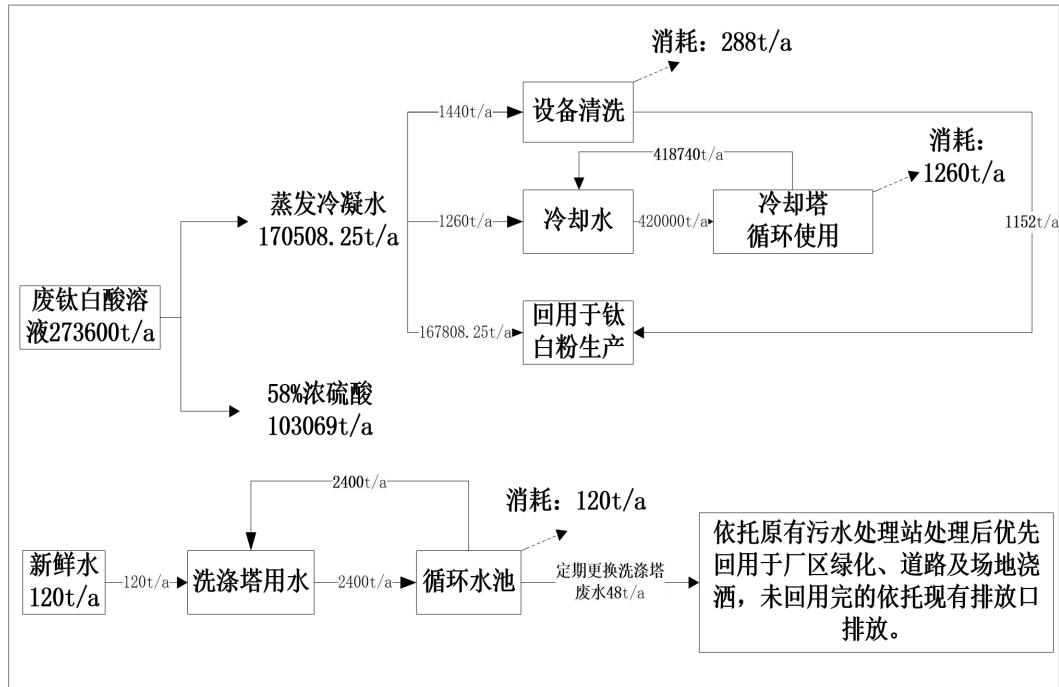 消耗：288t/a
1440t/a
设备清洗
418740t/a
消耗：
1260t/a
蒸发冷凝水
170508.25t/a
1260t/a
冷却水
420000t/a
冷却塔
循环使用
1152t/a
废钛白酸溶
液273600t/a
167808.25t/a
回用于钛
白粉生产
58%浓硫酸
103069t/a
2400t/a
消耗：120t/a
新鲜水
120t/a
120t/a
洗涤塔用水
2400t/a
循环水池
定期更换洗涤塔
废水48t/a
依托原有污水处理站处理后优先
回用于厂区绿化、道路及场地浇
洒，未回用完的依托现有排放口
排放。